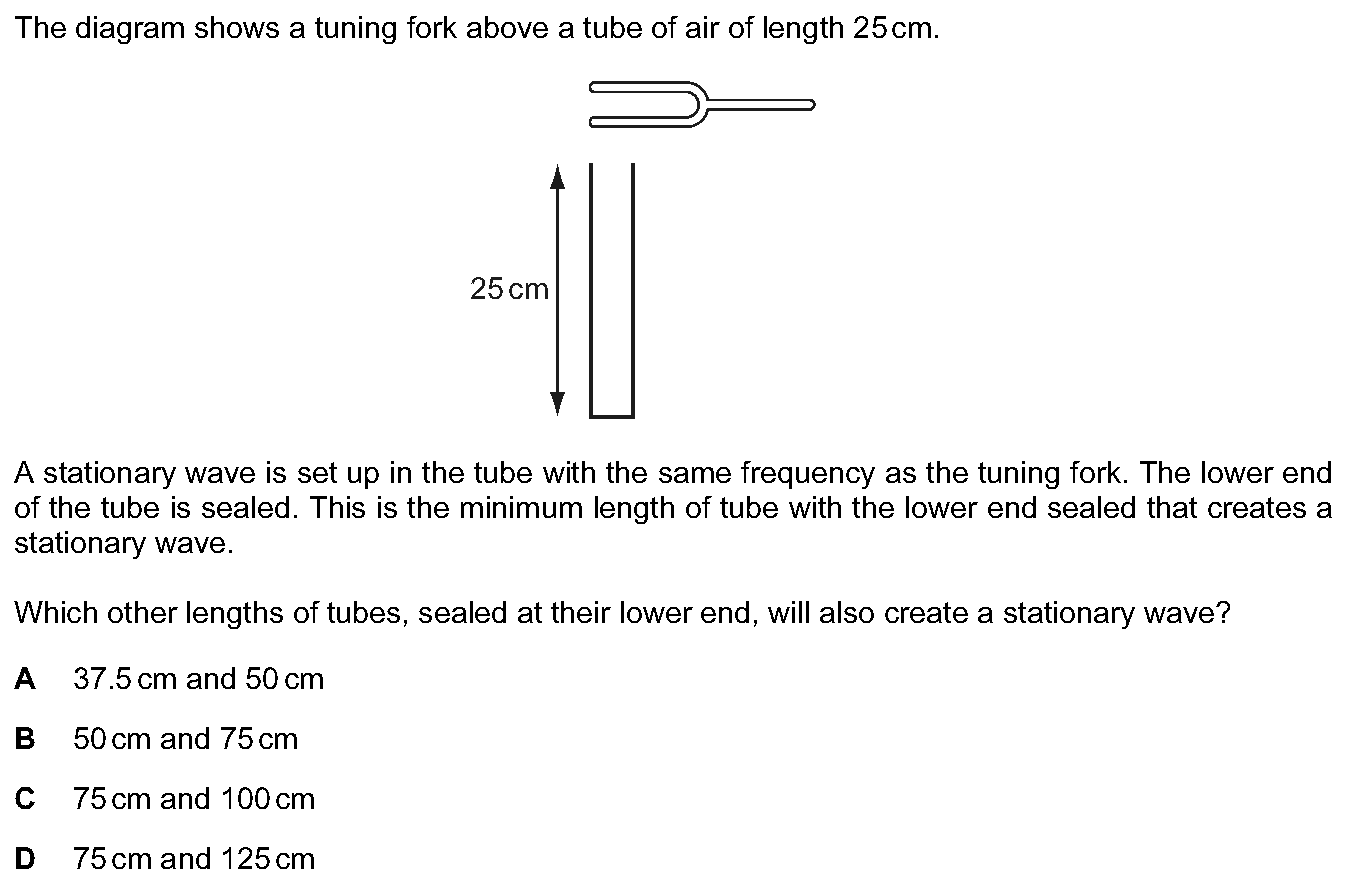 The diagram shows a tuning fork above a tube of air of length 25 cm.
25 cm
A stationary wave is set up in the tube with the same frequency as the tuning fork. The lower end
of the tube is sealed. This is the minimum length of tube with the lower end sealed that creates a
stationary wave.
Which other lengths of tubes, sealed at their lower end, will also create a stationary wave?
A 37.5 cm and 50 cm
B 50 cm and 75 cm
C 75 cm and 100 cm
D 75 cm and 125 cm